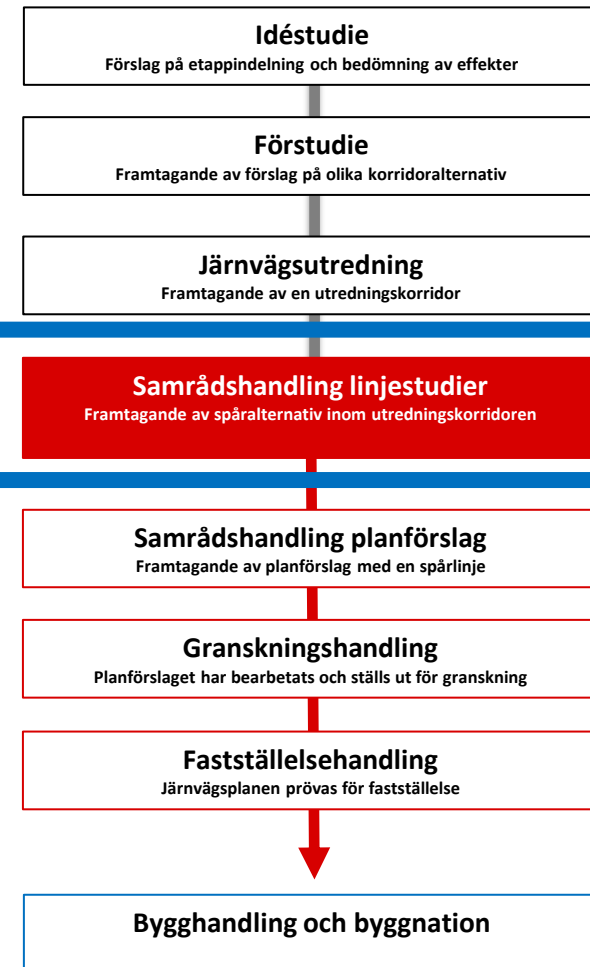 Idéstudie
Förslag på etappindelning och bedömning av effekter
Förstudie
Framtagande av förslag på olika korridoralternativ
Järnvägsutredning
Framtagande av en utredningskorridor
Samrådshandling linjestudier
Framtagande av spåralternativ inom utredningskorridoren
Samrådshandling planförslag
Framtagande av planförslag med en spårlinje
Granskningshandling
Planförslaget har bearbetats och ställs ut för granskning
Fastställelsehandling
Järnvägsplanen prövas för fastställelse
Bygghandling och byggnation